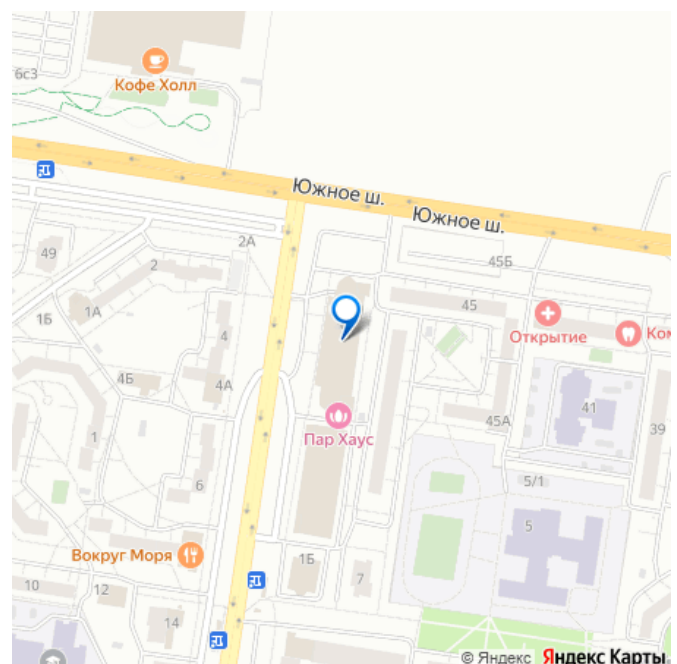 6с3
Кофе Холл
Южное ш.
Южное ш.
2А
49
2
45Б
1А
1Б
4
45
Открытие
Ком
4Б
4А
41
45А
39
1
Пар Хаус
6
5/1
5
Вокруг Моря
1Б
7
10
12
14
© Яндекс Яндекс Карты